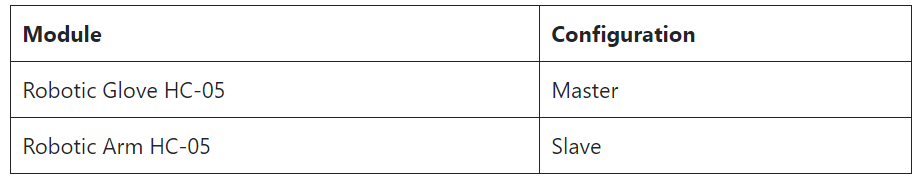 Module Configuration
Robotic Glove HC-05 Master
Robotic Arm HC-05 Slave